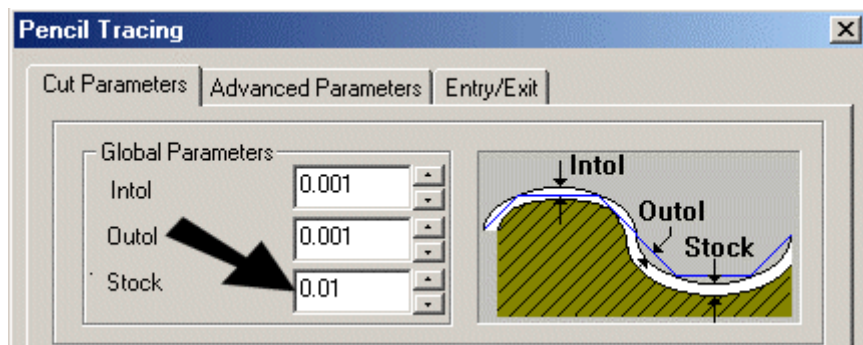 Pencil Tracing
Cut Parameters Advanced Parameters Entry/Exit
Global Parameters
Intol 0.001
Outol 0.001
Stock 0.01
Intol
Outol
Stock